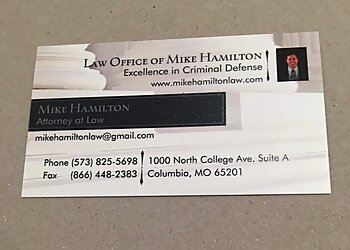 Law Office of Mike Hamilton
Excellence in Criminal Defense
www.mikehamiltonlaw.com
Mike Hamilton
Attorney at Law
mikehamiltonlaw@gmail.com
Phone (573) 825-5698
Fax (866) 448-2383
1000 North College Ave. Suite A
Columbia, MO 65201